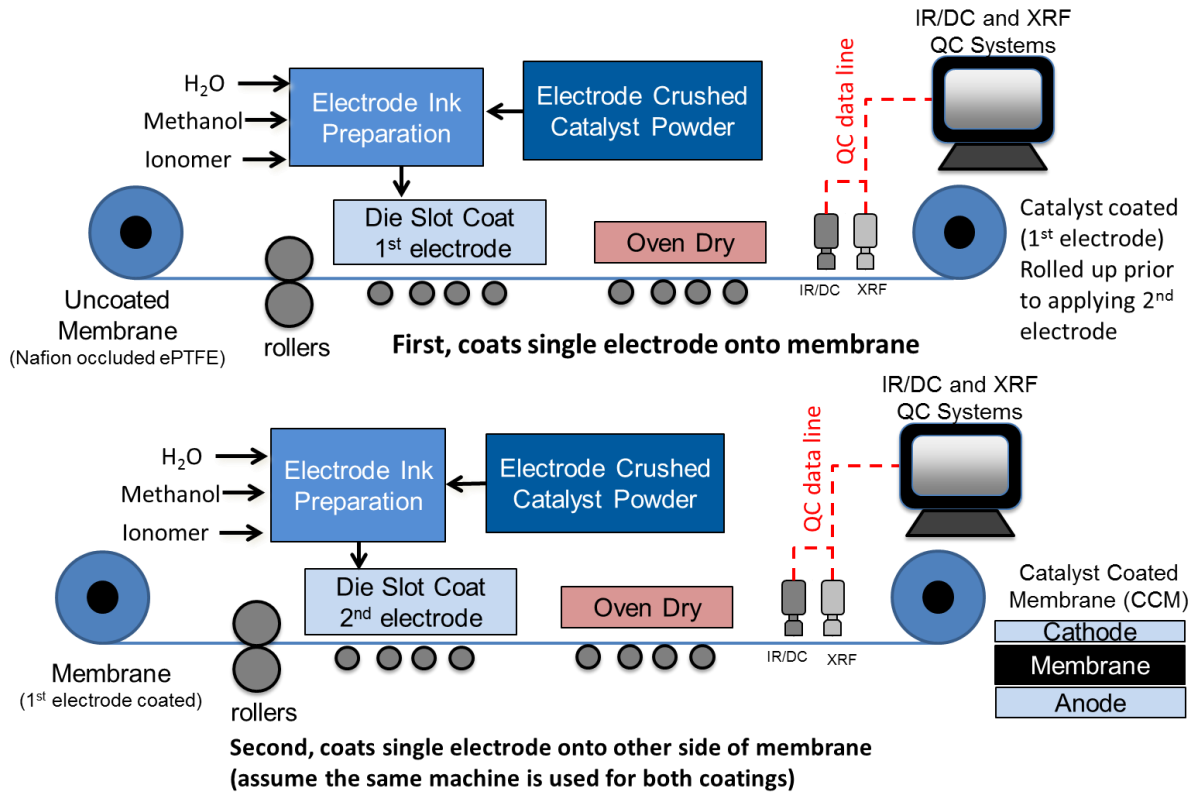 IR/DC and XRF
QC Systems
H₂O
Methanol
Ionomer
Electrode Ink
Preparation
Electrode Crushed
Catalyst Powder
QC data line
Die Slot Coat
1st electrode
Oven Dry
IR/DC
XRF
Uncoated
Membrane
(Nafion occluded ePTFE)
rollers
Catalyst coated
(1st electrode)
Rolled up prior
to applying 2nd
electrode
First, coats single electrode onto membrane
IR/DC and XRF
QC Systems
H₂O
Methanol
Ionomer
Electrode Ink
Preparation
Electrode Crushed
Catalyst Powder
QC data line
Die Slot Coat
2nd electrode
Oven Dry
IR/DC
XRF
Membrane
(1st electrode coated)
rollers
Catalyst Coated
Membrane (CCM)
Cathode
Membrane
Anode
Second, coats single electrode onto other side of membrane
(assume the same machine is used for both coatings)